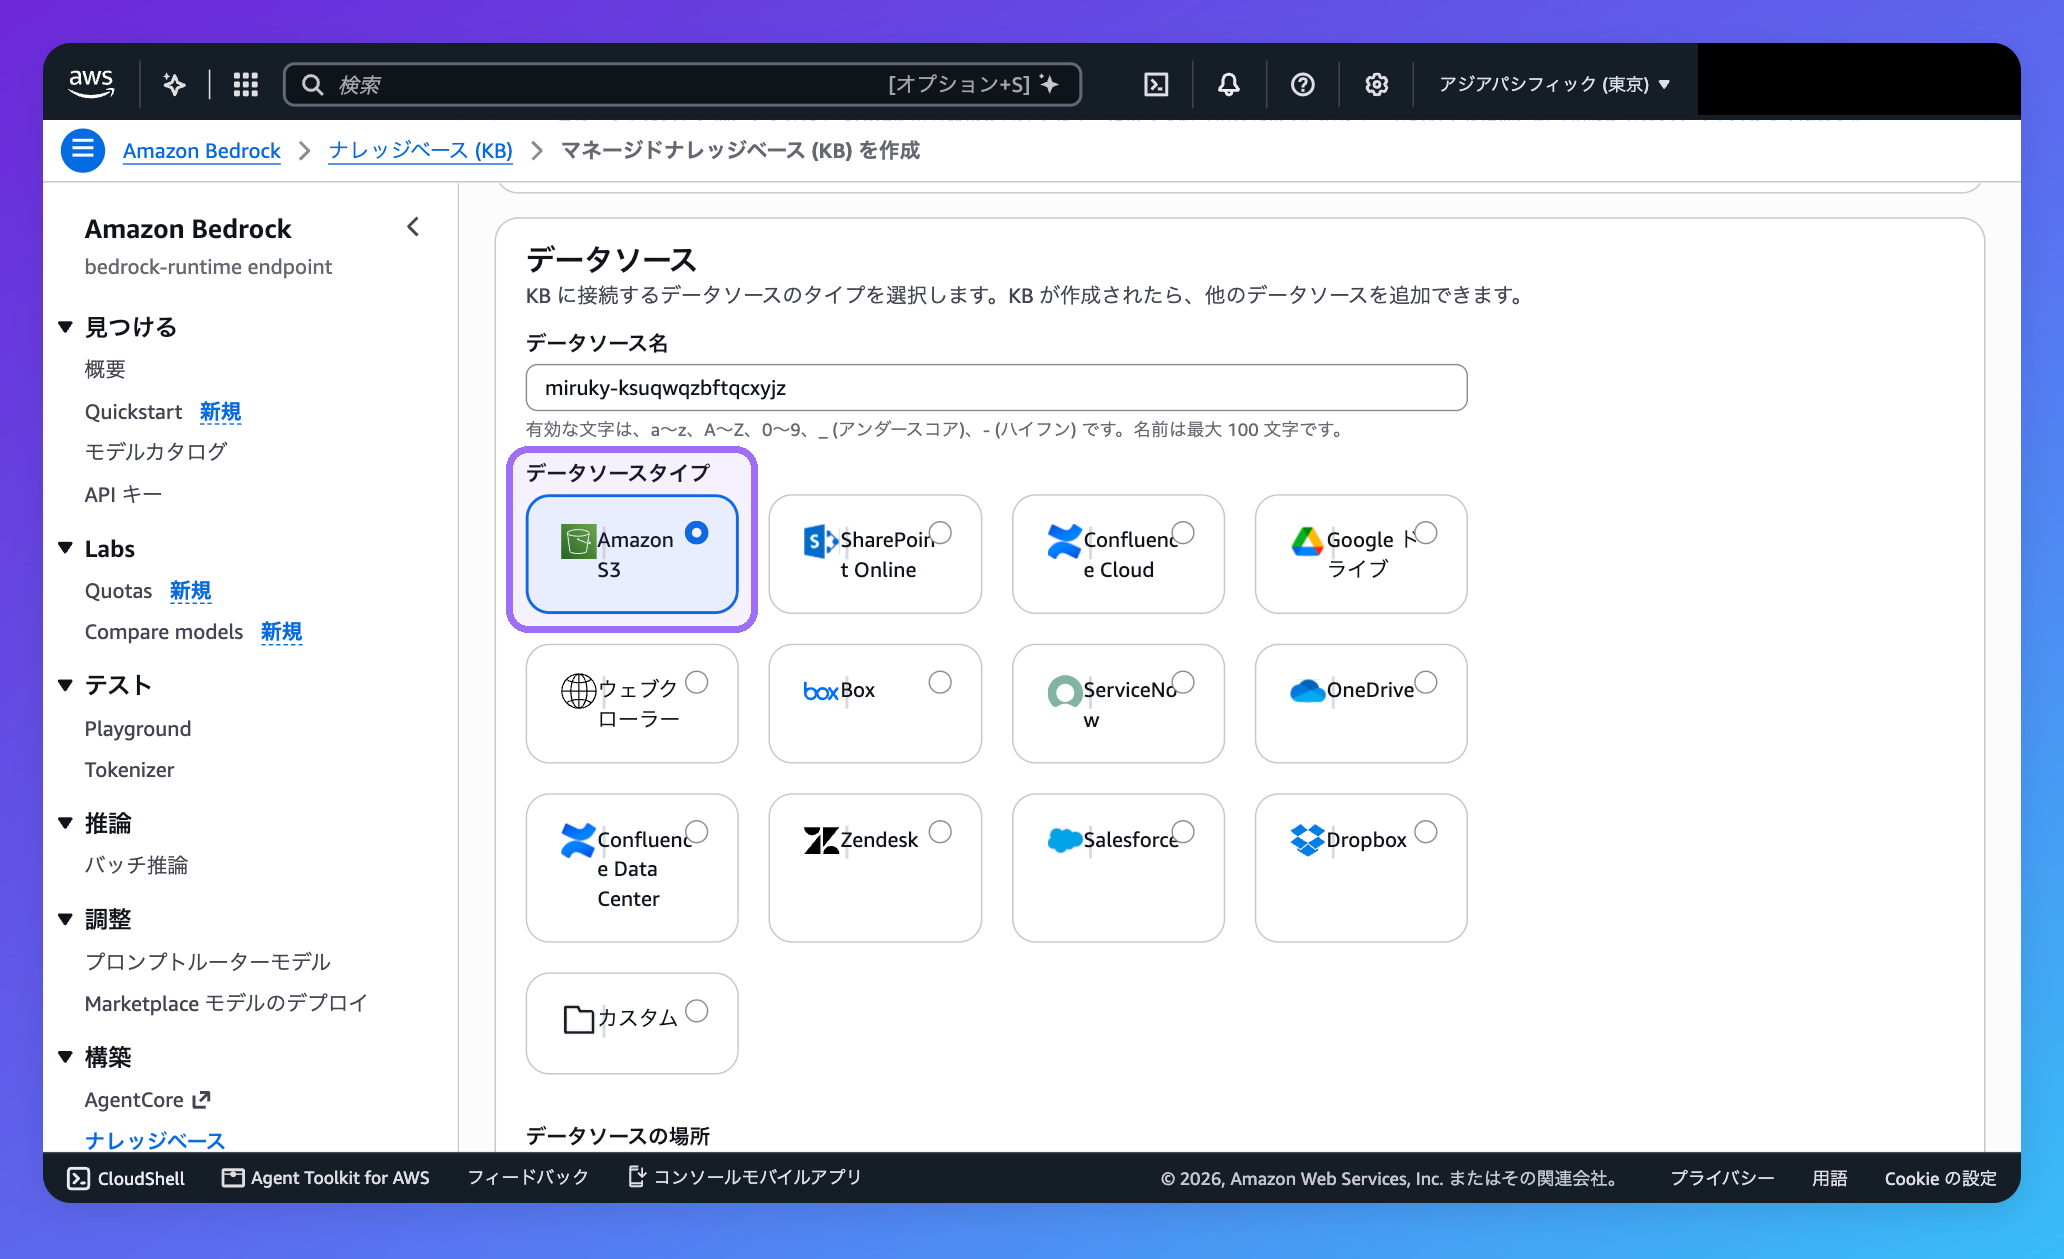 aws
検索
[オプション+S]
アジアパシフィック (東京) ▼
Amazon Bedrock
ナレッジベース (KB)
マネージドナレッジベース (KB) を作成
Amazon Bedrock
bedrock-runtime endpoint
見つける
概要
Quickstart 新規
モデルカタログ
API キー
Labs
Quotas 新規
Compare models 新規
テスト
Playground
Tokenizer
推論
バッチ推論
調整
プロンプトルーターモデル
Marketplace モデルのデプロイ
構築
AgentCore
ナレッジベース
データソース
KB に接続するデータソースのタイプを選択します。KB が作成されたら、他のデータソースを追加できます。
データソース名
miruky-ksuqwqzbftqcxyjz
有効な文字は、a～z、A～Z、0～9、_ (アンダースコア)、- (ハイフン) です。名前は最大 100 文字です。
データソースタイプ
Amazon
S3
SharePoin
t Online
Confluenc
e Cloud
Google ド
ライブ
ウェブク
ローラー
box Box
ServiceNo
w
OneDrive
Confluenc
e Data
Center
Zendesk
Salesforce
Dropbox
カスタム
データソースの場所
CloudShell
Agent Toolkit for AWS
フィードバック
コンソールモバイルアプリ
© 2026, Amazon Web Services, Inc. またはその関連会社。
プライバシー
用語
Cookie の設定